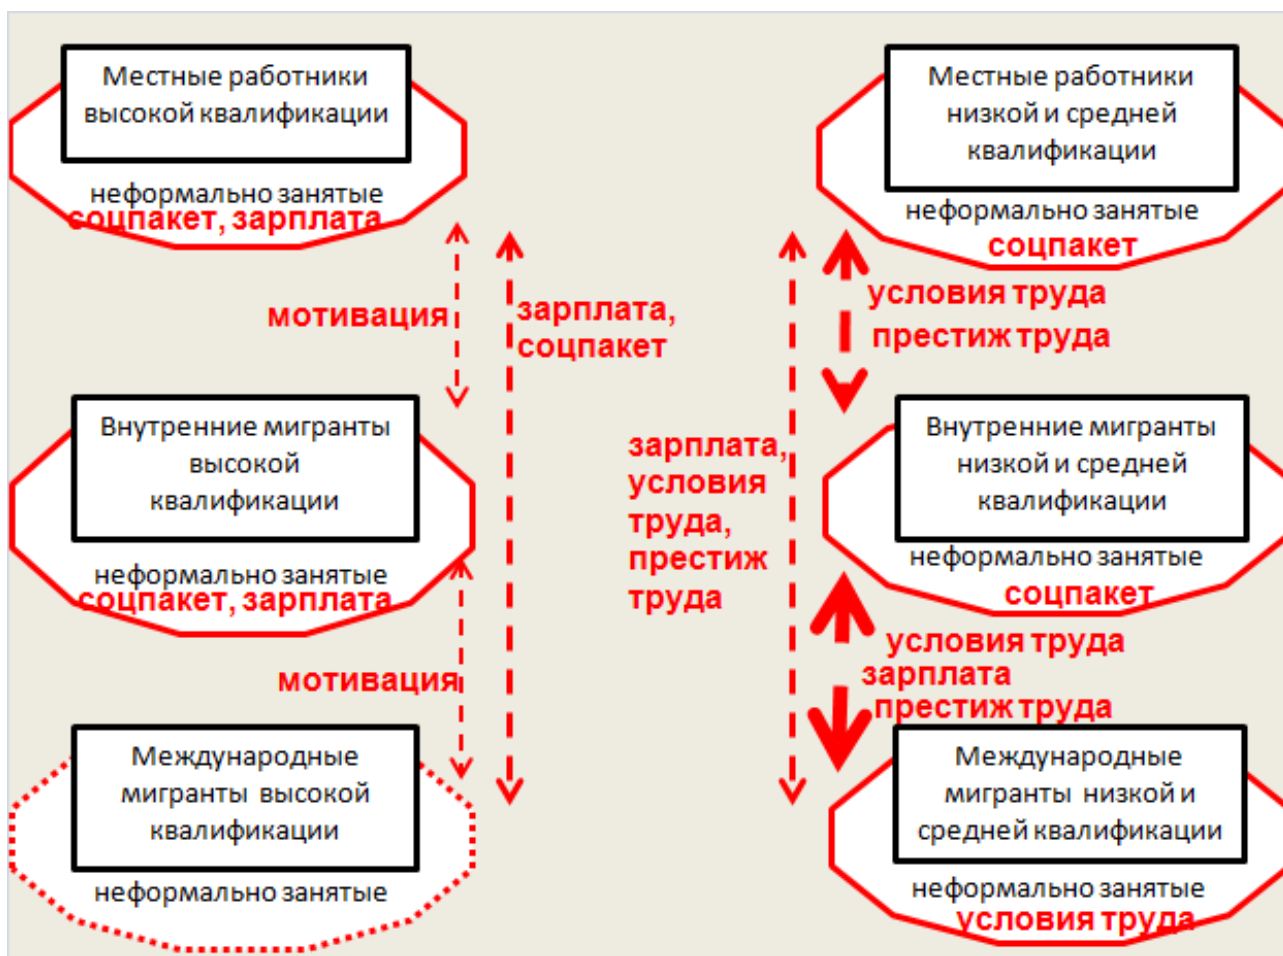 Местные работники
высокой квалификации
неформально занятые
соцпакет, зарплата
мотивация
зарплата,
соцпакет
Внутренние мигранты
высокой
квалификации
неформально занятые
соцпакет, зарплата
мотивация
Международные
мигранты высокой
квалификации
неформально занятые
Местные работники
низкой и средней
квалификации
неформально занятые
соцпакет
условия труда
престиж труда
зарплата,
условия
труда,
престиж
труда
Внутренние мигранты
низкой и средней
квалификации
неформально занятые
соцпакет
условия труда
зарплата
престиж труда
Международные
мигранты низкой и
средней квалификации
неформально занятые
условия труда